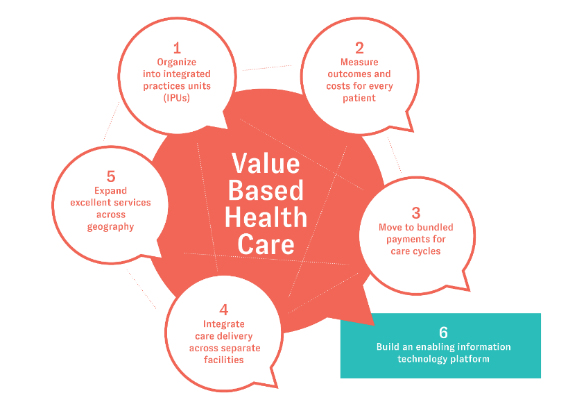 1
Organize
into integrated
practices units
(IPUs)
2
Measure
outcomes and
costs for every
patient
Value
Based
Health
Care
5
Expand
excellent services
across
geography
3
Move to bundled
payments for
care cycles
4
Integrate
care delivery
across separate
facilities
6
Build an enabling information
technology platform